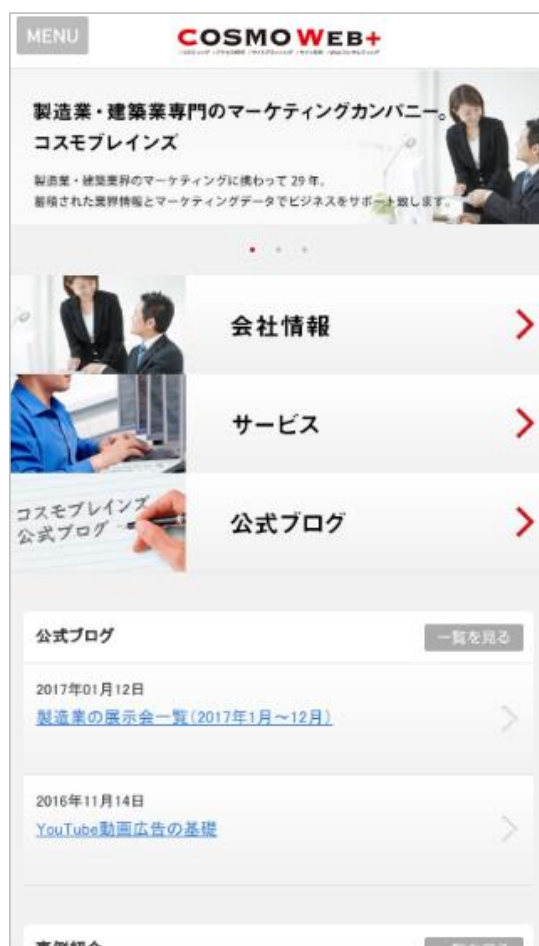 MENU
COSMO WEB+
製造業・建築業専門のマーケティングカンパニー。
コスモブレインズ
製造業・建築業界のマーケティングに携わって 29 年。
蓄積された業界情報とマーケティングデータでビジネスをサポート致します。
会社情報
サービス
コスモブレインズ
公式ブログ
公式ブログ
公式ブログ
一覧を見る
2017年01月12日
製造業の展示会一覧(2017年1月～12月)
2016年11月14日
YouTube動画広告の基礎